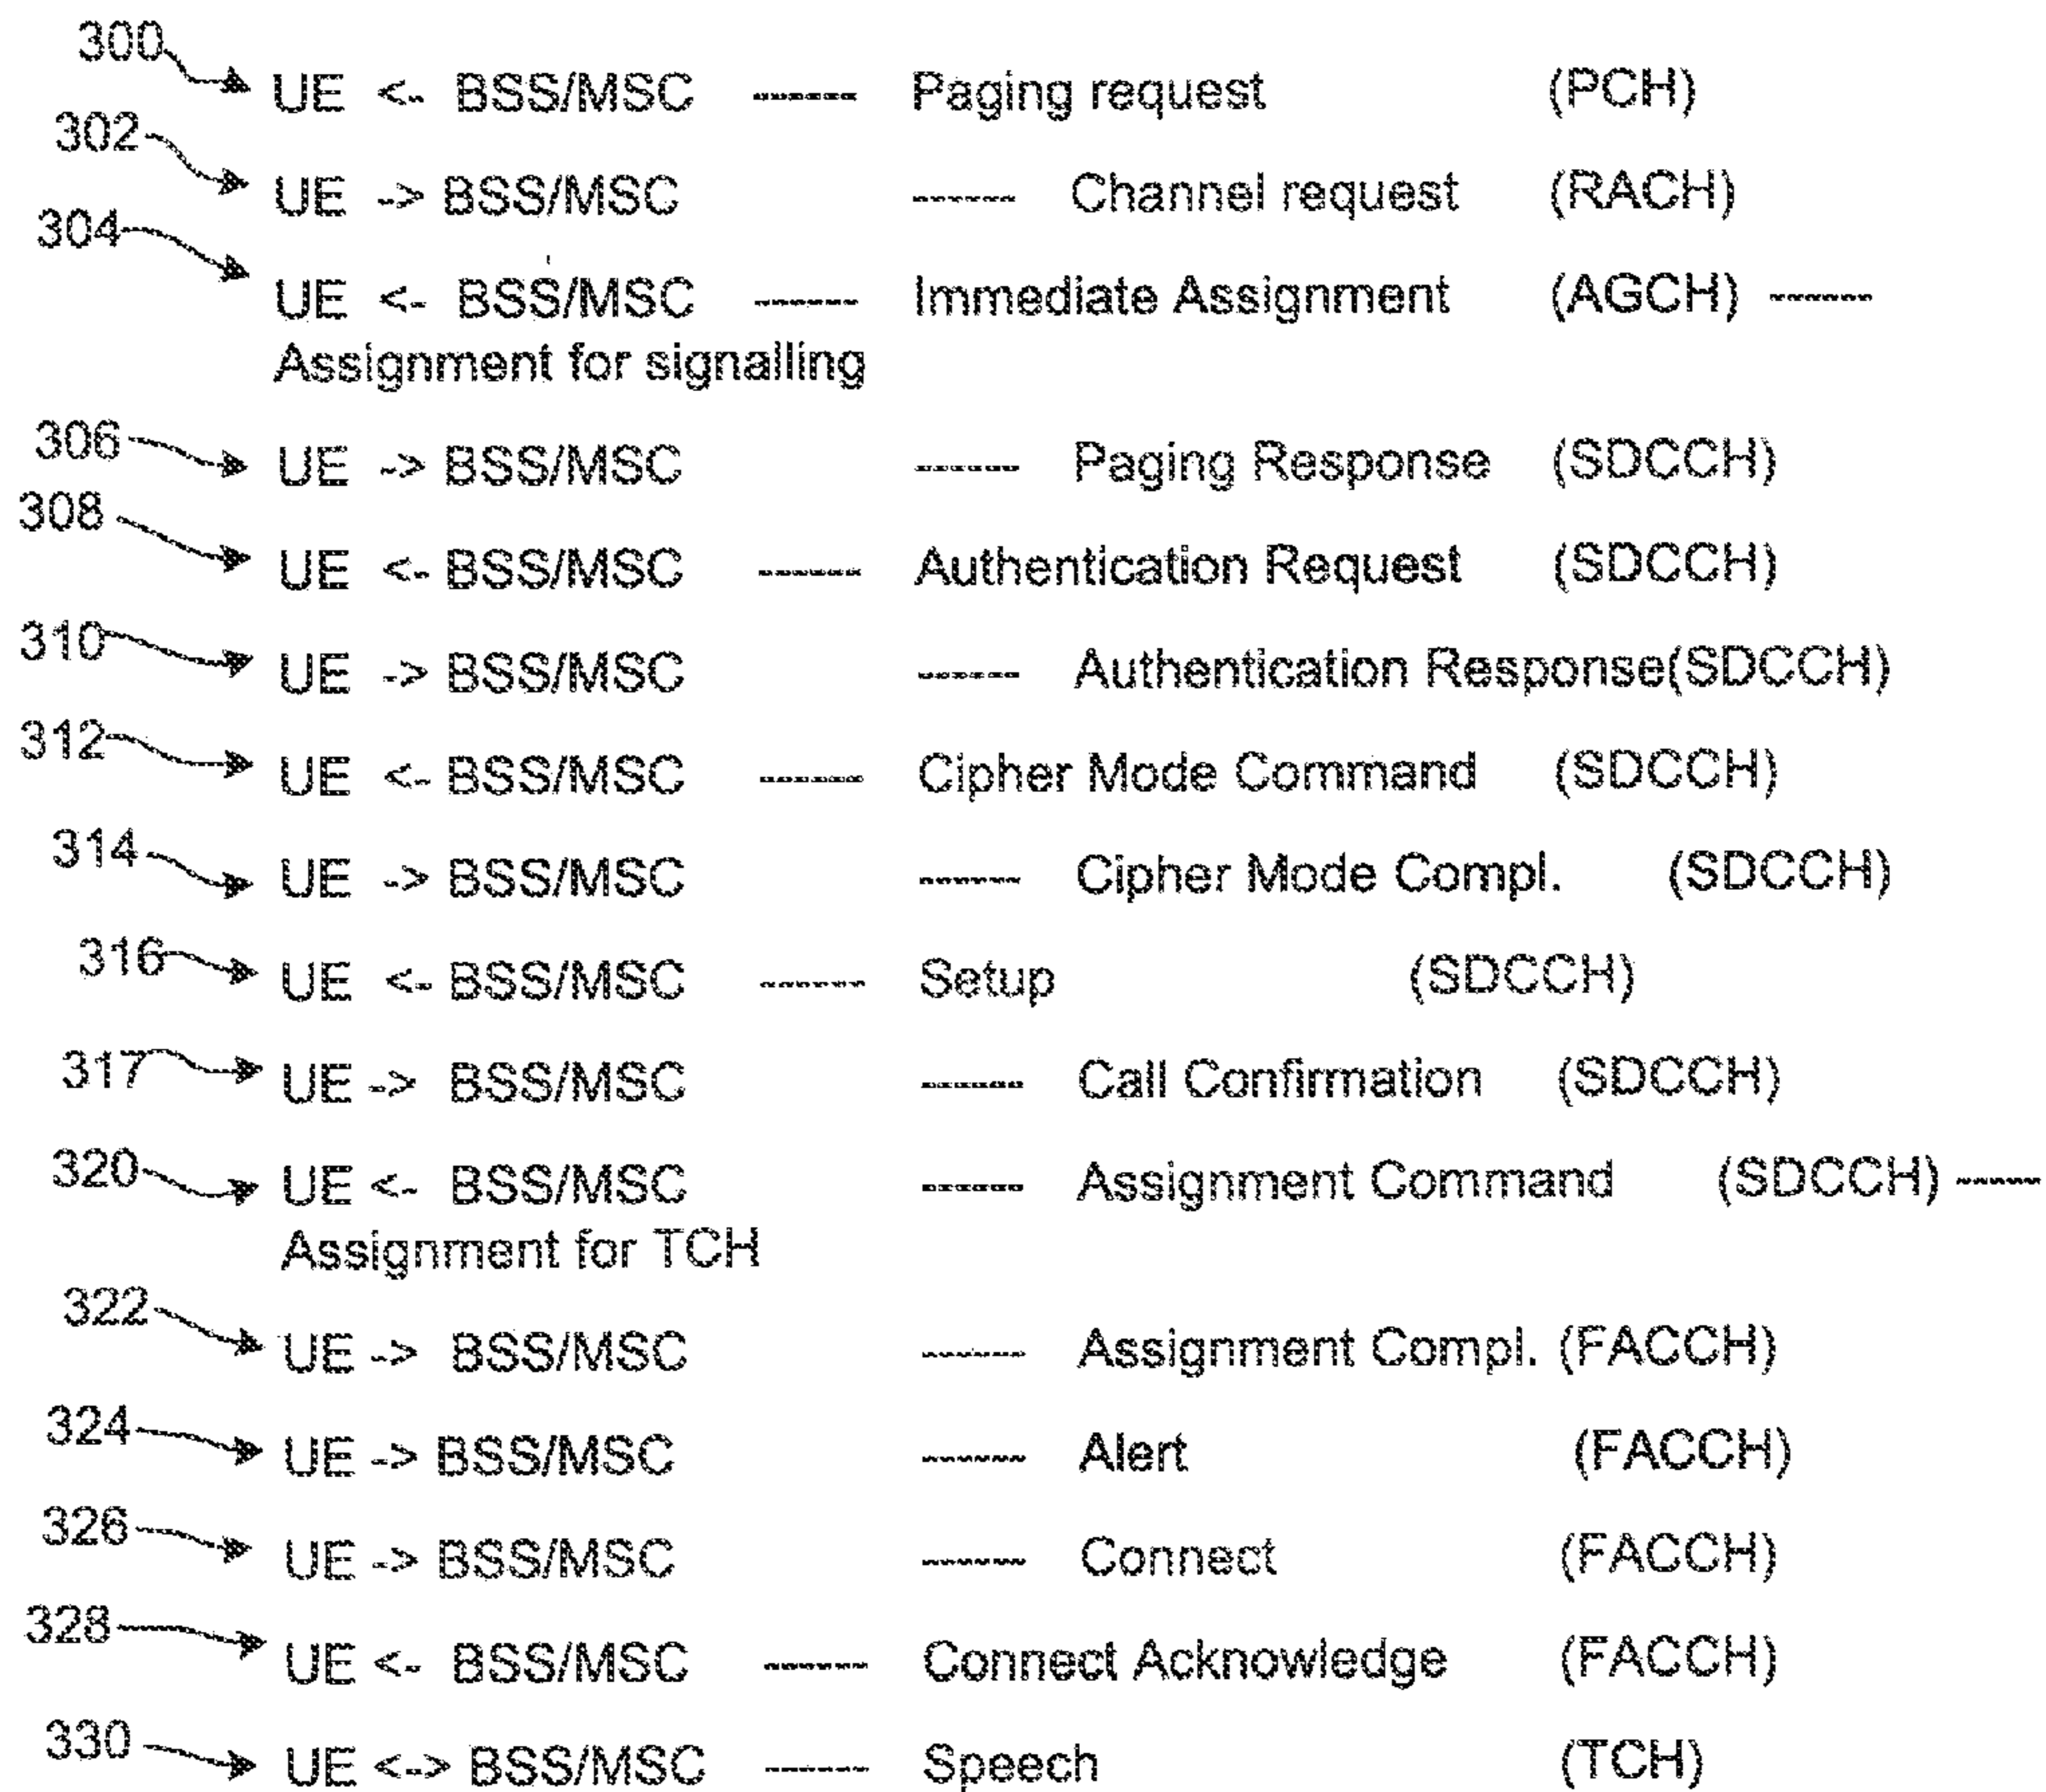 300 UE <- BSS/MSC ------ Paging request (PCH)
302 UE -> BSS/MSC ------ Channel request (RACH)
304 UE <- BSS/MSC ------ Immediate Assignment (AGCH) ------
Assignment for signalling
306 UE -> BSS/MSC ------ Paging Response (SDCCH)
308 UE <- BSS/MSC ------ Authentication Request (SDCCH)
310 UE -> BSS/MSC ------ Authentication Response(SDCCH)
312 UE <- BSS/MSC ------ Cipher Mode Command (SDCCH)
314 UE -> BSS/MSC ------ Cipher Mode Compl. (SDCCH)
316 UE <- BSS/MSC ------ Setup (SDCCH)
317 UE -> BSS/MSC ------ Call Confirmation (SDCCH)
320 UE <- BSS/MSC ------ Assignment Command (SDCCH) -----
Assignment for TCH
322 UE -> BSS/MSC ------ Assignment Compl. (FACCH)
324 UE -> BSS/MSC ------ Alert (FACCH)
326 UE -> BSS/MSC ------ Connect (FACCH)
328 UE <- BSS/MSC ------ Connect Acknowledge (FACCH)
330 UE <-> BSS/MSC ------ Speech (TCH)